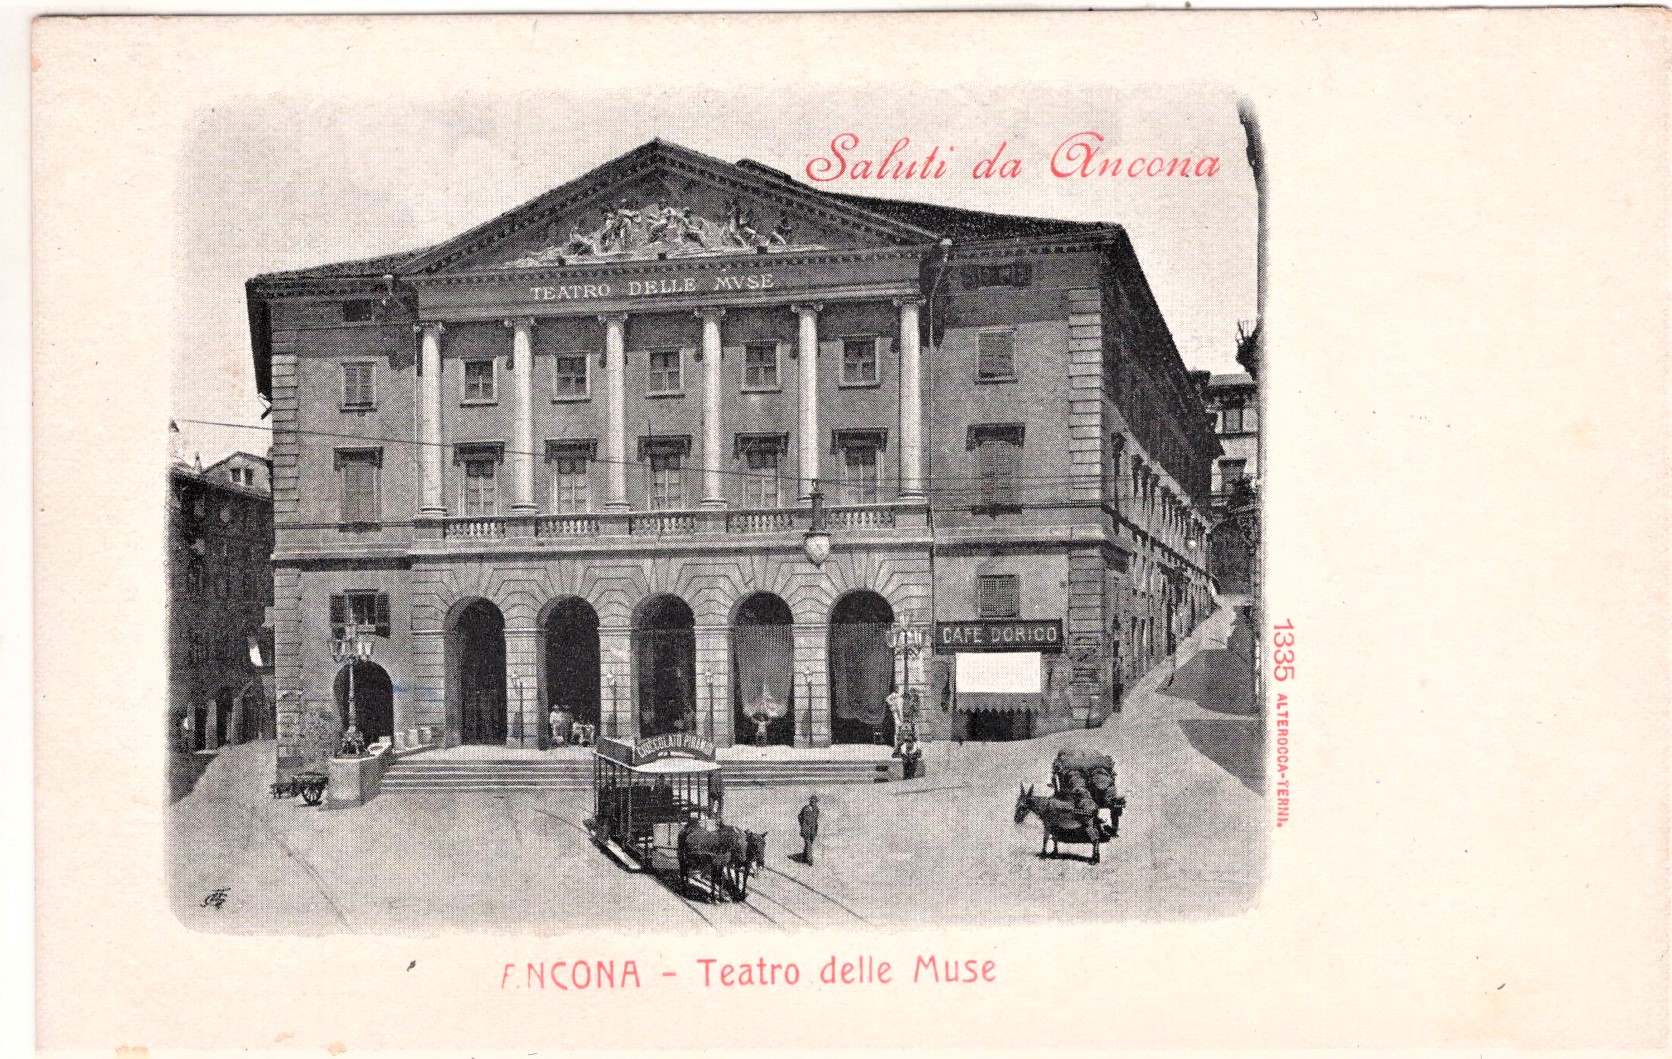 Saluti da Ancona
TEATRO DELLE MVSE
CAFE DORICO
CIOCCOLATO
1335 ALTEROCCA-TERNI.
ANCONA - Teatro delle Muse